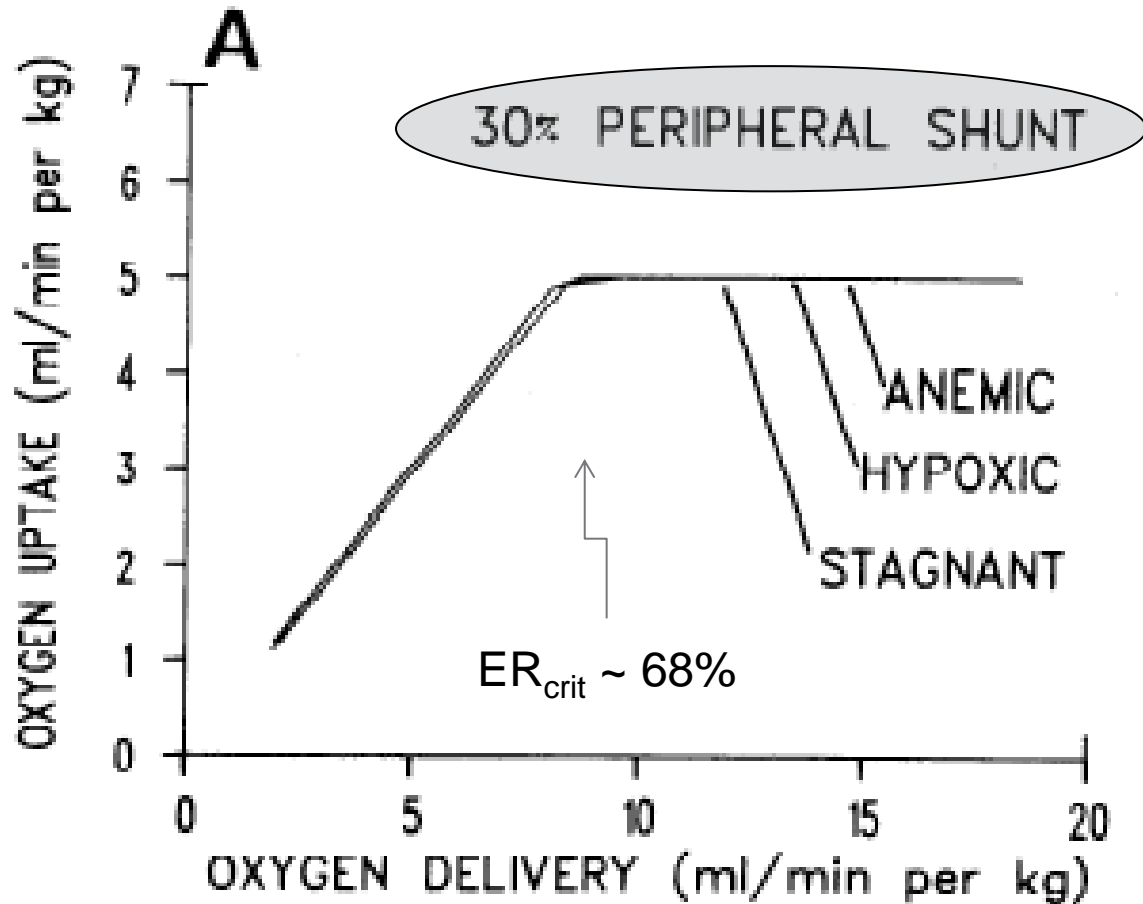 A
30% PERIPHERAL SHUNT
OXYGEN UPTAKE (ml/min per kg)
7
6
5
4
3
2
1
0
ANEMIC
HYPOXIC
STAGNANT
ER_crit ~ 68%
0 5 10 15 20
OXYGEN DELIVERY (ml/min per kg)